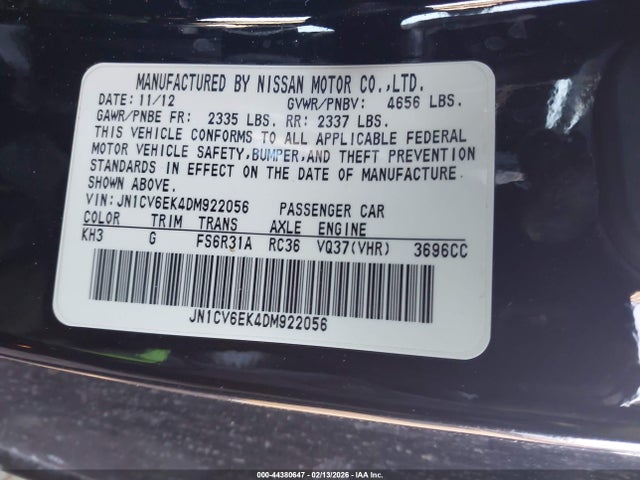 MANUFACTURED BY NISSAN MOTOR CO.,LTD.
DATE: 11/12 GVWR/PNBV: 4656 LBS.
GAWR/PNBE FR: 2335 LBS. RR: 2337 LBS.
THIS VEHICLE CONFORMS TO ALL APPLICABLE FEDERAL
MOTOR VEHICLE SAFETY,BUMPER,AND THEFT PREVENTION
STANDARDS IN EFFECT ON THE DATE OF MANUFACTURE
SHOWN ABOVE.
VIN: JN1CV6EK4DM922056 PASSENGER CAR
COLOR TRIM TRANS AXLE ENGINE
KH3 G FS6R31A RC36 VQ37(VHR) 3696CC
JN1CV6EK4DM922056
000-44380647 - 02/13/2026 - IAA Inc.